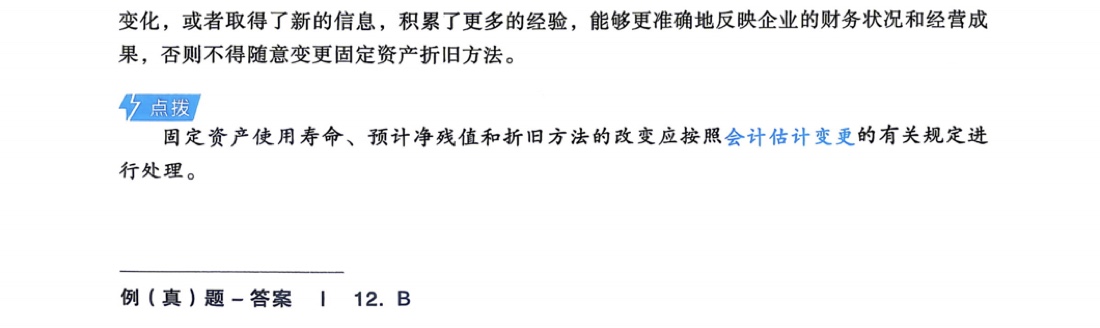 变化，或者取得了新的信息，积累了更多的经验，能够更准确地反映企业的财务状况和经营成
果，否则不得随意变更固定资产折旧方法。
点拨
固定资产使用寿命、预计净残值和折旧方法的改变应按照会计估计变更的有关规定进
行处理。
例（真）题－答案 | 12. B